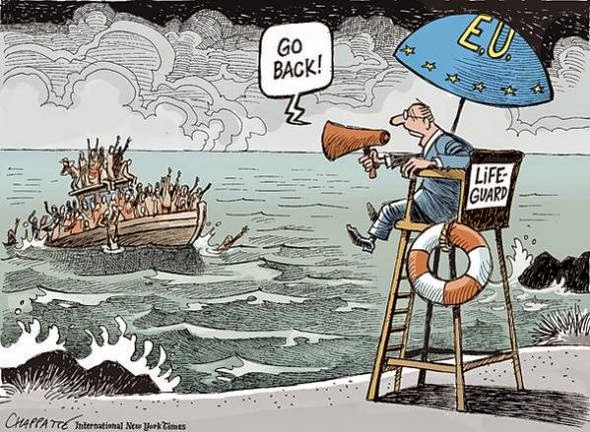 GO
BACK!
E.U.
LIFE-
GUARD
CHAPPATTE International New York Times